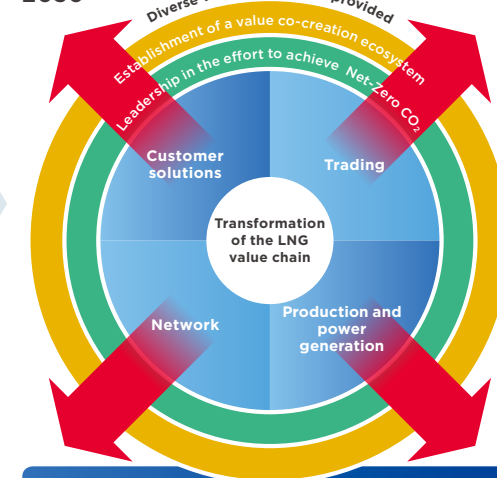 Diverse
provided
Establishment of a value co-creation ecosystem
Leadership in the effort to achieve Net-Zero CO₂
Customer
solutions
Trading
Transformation
of the LNG
value chain
Network
Production and
power
generation